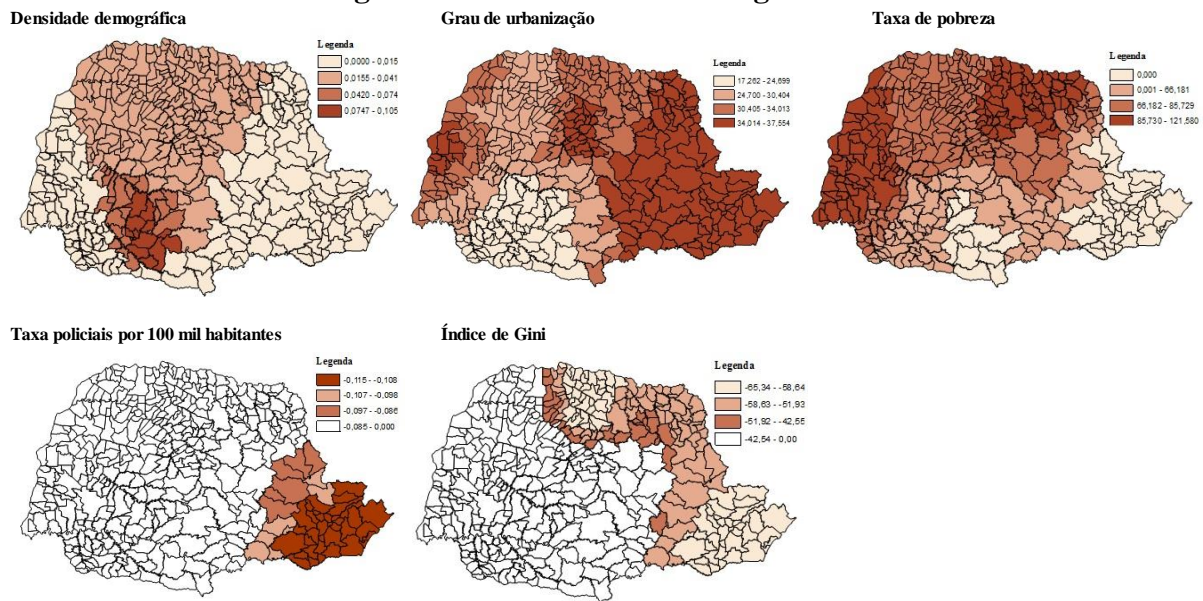 Densidade demográfica
Legenda
0,0000 - 0,015
0,0155 - 0,041
0,0420 - 0,074
0,0747 - 0,105
Grau de urbanização
Legenda
17,262 - 24,699
24,700 - 30,404
30,405 - 34,013
34,014 - 37,554
Taxa de pobreza
Legenda
0,000
0,001 - 66,181
66,182 - 85,729
85,730 - 121,580
Taxa policiais por 100 mil habitantes
Legenda
-0,115 - -0,108
-0,107 - -0,098
-0,097 - -0,086
-0,085 - 0,000
Índice de Gini
Legenda
-65,34 - -58,64
-58,63 - -51,93
-51,92 - -42,55
-42,54 - 0,00